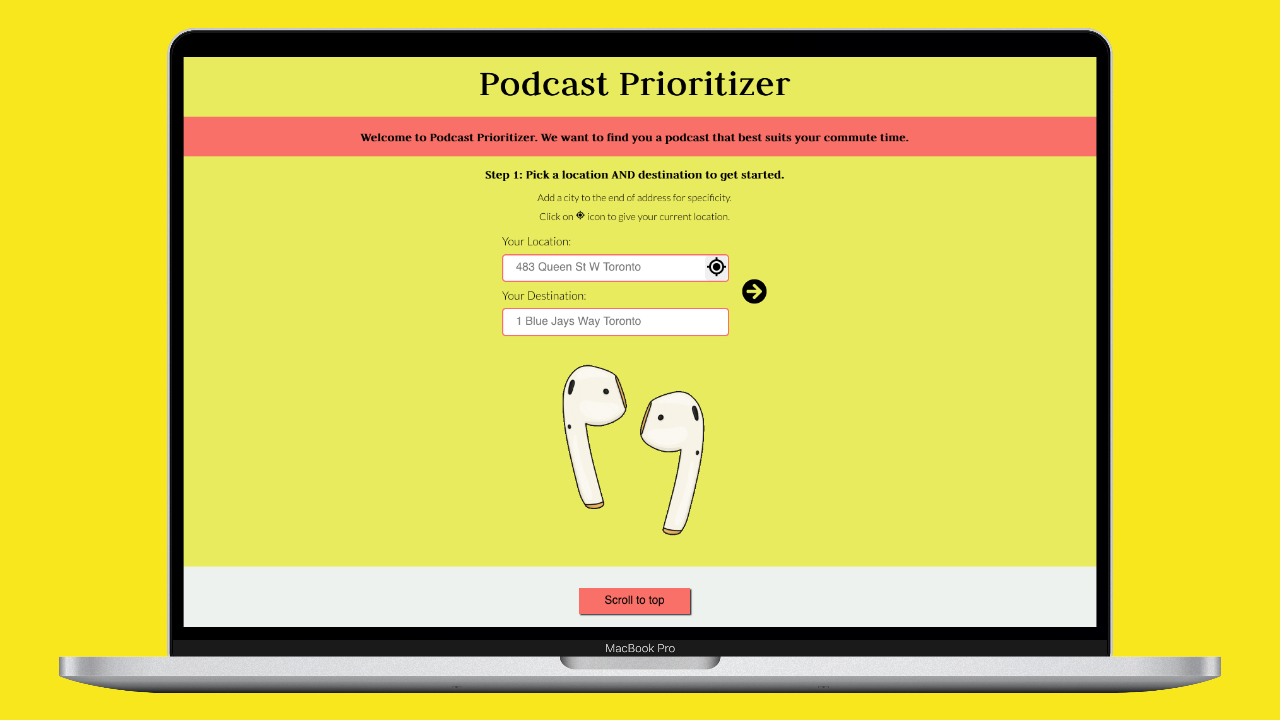 Podcast Prioritizer
Welcome to Podcast Prioritizer. We want to find you a podcast that best suits your commute time.
Step 1: Pick a location AND destination to get started.
Add a city to the end of address for specificity.
Click on icon to give your current location.
Your Location:
483 Queen St W Toronto
Your Destination:
1 Blue Jays Way Toronto
Scroll to top
MacBook Pro